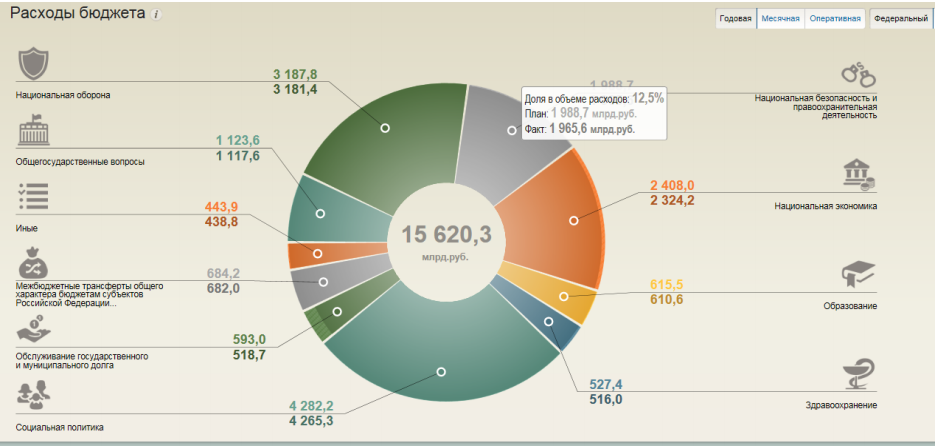 Расходы бюджета i
Годовая Месячная Оперативная Федеральный
3 187,8
3 181,4
Национальная оборона
1 123,6
1 117,6
Общегосударственные вопросы
443,9
438,8
Иные
684,2
682,0
Межбюджетные трансферты общего
характера бюджетам субъектов
Российской Федерации...
593,0
518,7
Обслуживание государственного
и муниципального долга
4 282,2
4 265,3
Социальная политика
15 620,3
млрд.руб.
1 988,7
Доля в объеме расходов: 12,5%
План: 1 988,7 млрд.руб.
Факт: 1 965,6 млрд.руб.
Национальная безопасность и
правоохранительная
деятельность
2 408,0
2 324,2
Национальная экономика
615,5
610,6
Образование
527,4
516,0
Здравоохранение